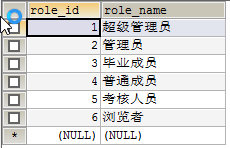 role_id role_name
1 超级管理员
2 管理员
3 毕业成员
4 普通成员
5 考核人员
6 浏览者
* (NULL) (NULL)